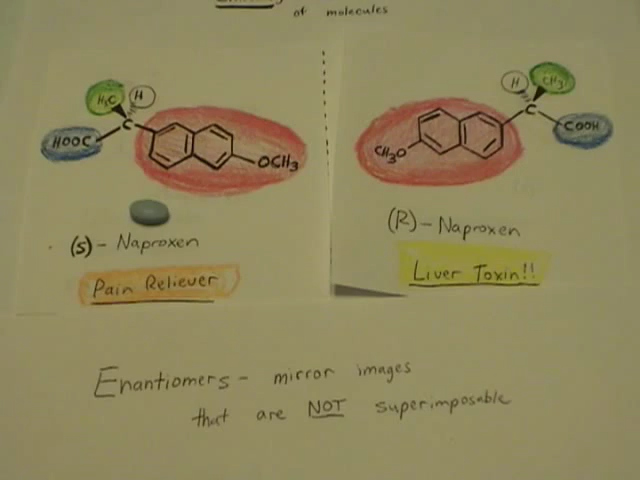 of molecules
H₃C H
C
HOOC
OCH₃
(S) - Naproxen
Pain Reliever
H CH₃
C
COOH
CH₃O
(R) - Naproxen
Liver Toxin!!
Enantiomers - mirror images
that are NOT superimposable